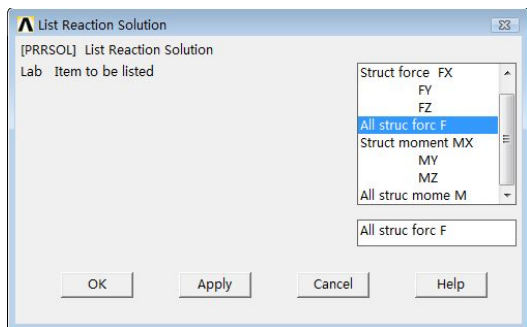 List Reaction Solution
[PRRSOL] List Reaction Solution
Lab Item to be listed
Struct force FX
FY
FZ
All struc forc F
Struct moment MX
MY
MZ
All struc mome M
All struc forc F
OK Apply Cancel Help